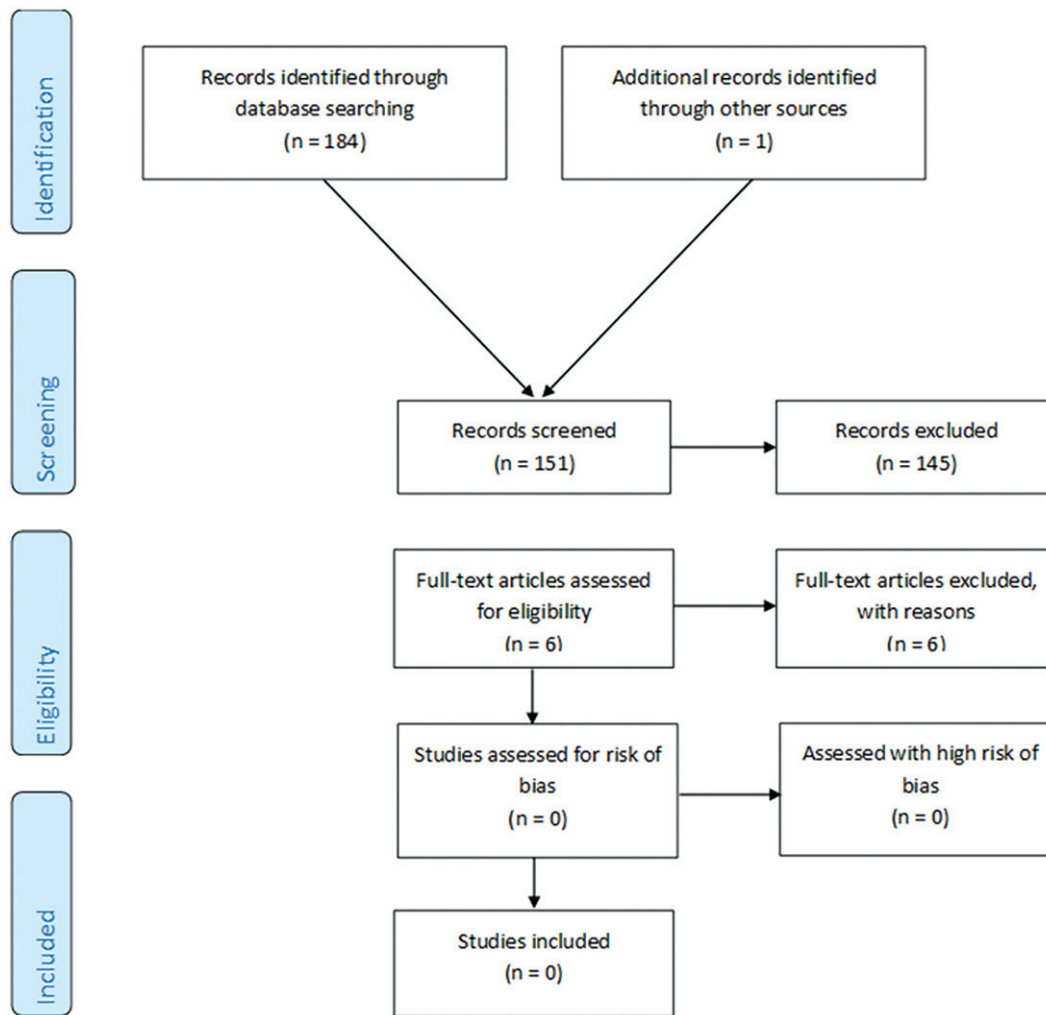 Identification
Records identified through
database searching
(n = 184)
Additional records identified
through other sources
(n = 1)
Screening
Records screened
(n = 151)
Records excluded
(n = 145)
Eligibility
Full-text articles assessed
for eligibility
(n = 6)
Full-text articles excluded,
with reasons
(n = 6)
Studies assessed for risk of
bias
(n = 0)
Assessed with high risk of
bias
(n = 0)
Included
Studies included
(n = 0)